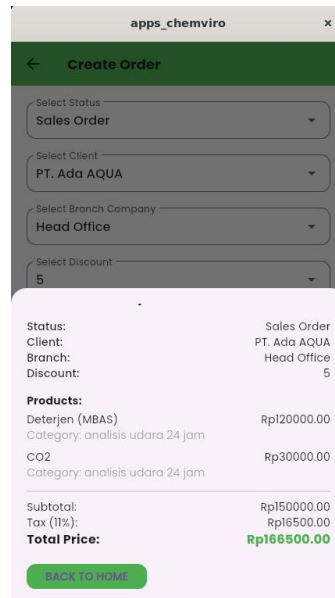 apps_chemviro ×
Create Order
Select Status
Sales Order
Select Client
PT. Ada AQUA
Select Branch Company
Head Office
Select Discount
5
Status: Sales Order
Client: PT. Ada AQUA
Branch: Head Office
Discount: 5
Products:
Deterjen (MBAS) Rp120000.00
Category: analisis udara 24 jam
CO2 Rp30000.00
Category: analisis udara 24 jam
Subtotal: Rp150000.00
Tax (11%): Rp16500.00
Total Price: Rp166500.00
BACK TO HOME